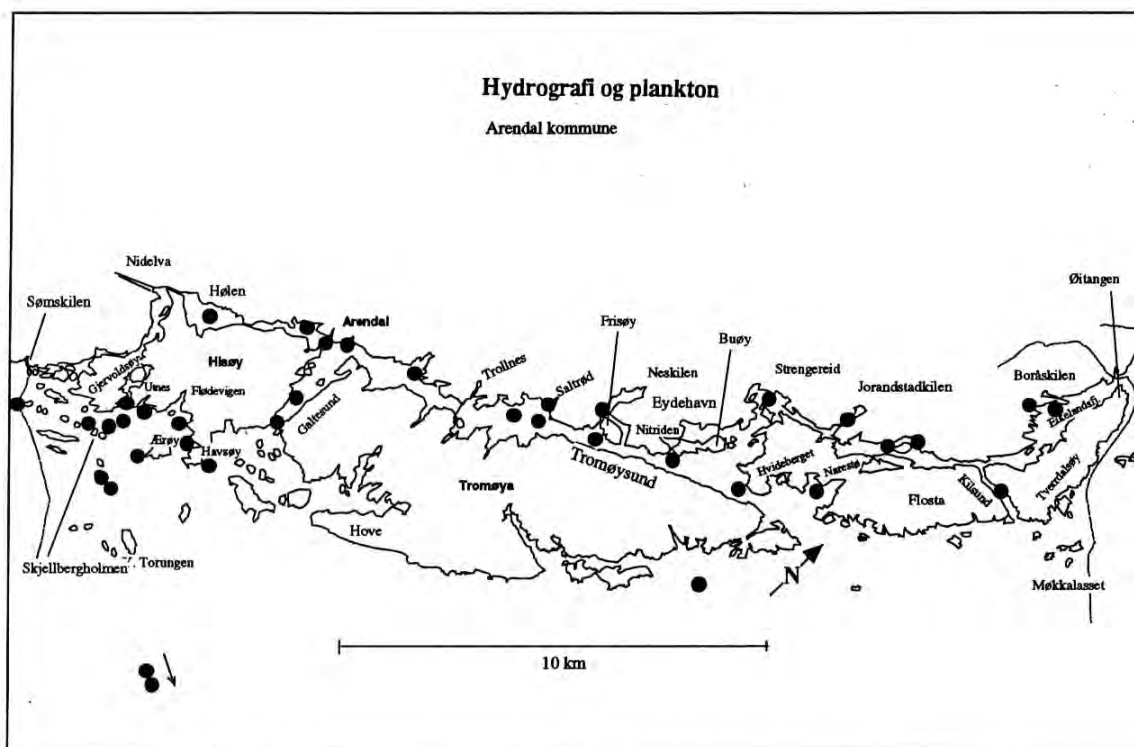 Hydrografi og plankton
Arendal kommune
Nidelva
Sømskilen
Hølen
Arendal
Hisøy
Gjervoldsøy
Utnes
Flødevigen
Galtesund
Ærøy
Havsøy
Skjellbergholmen
Torungen
Hove
Tromøya
Trollnes
Saltrød
Frisøy
Neskilen
Eydehavn
Buøy
Nitriden
Tromøysund
Strengereid
Jorandstadkilen
Hvideberget
Narestø
Flosta
Kilsund
Boråskilen
Øitangen
Eikelandsfj.
Tverdalsøy
Møkkalasset
N
10 km